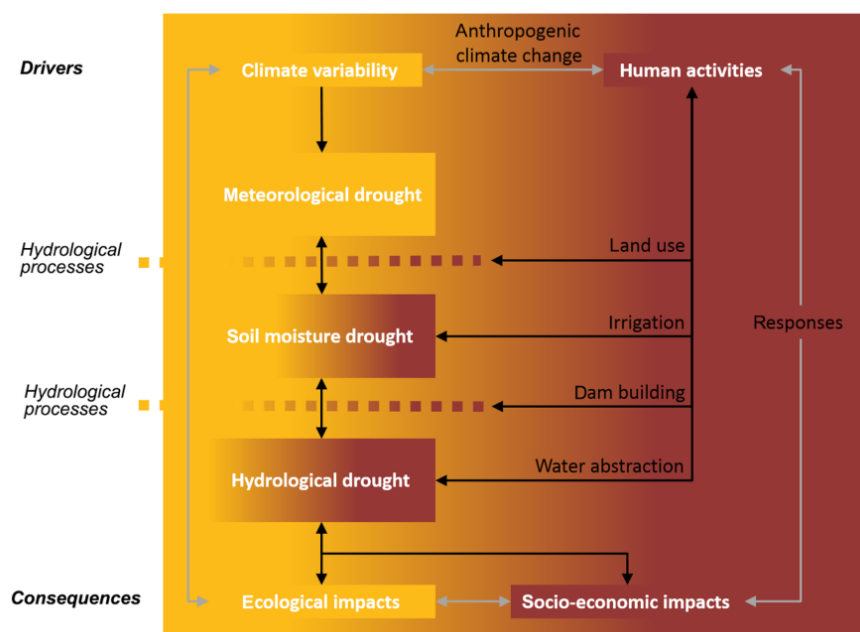 Drivers
Climate variability
Anthropogenic
climate change
Human activities
Meteorological drought
Hydrological
processes
Land use
Soil moisture drought
Irrigation
Responses
Hydrological
processes
Dam building
Hydrological drought
Water abstraction
Consequences
Ecological impacts
Socio-economic impacts